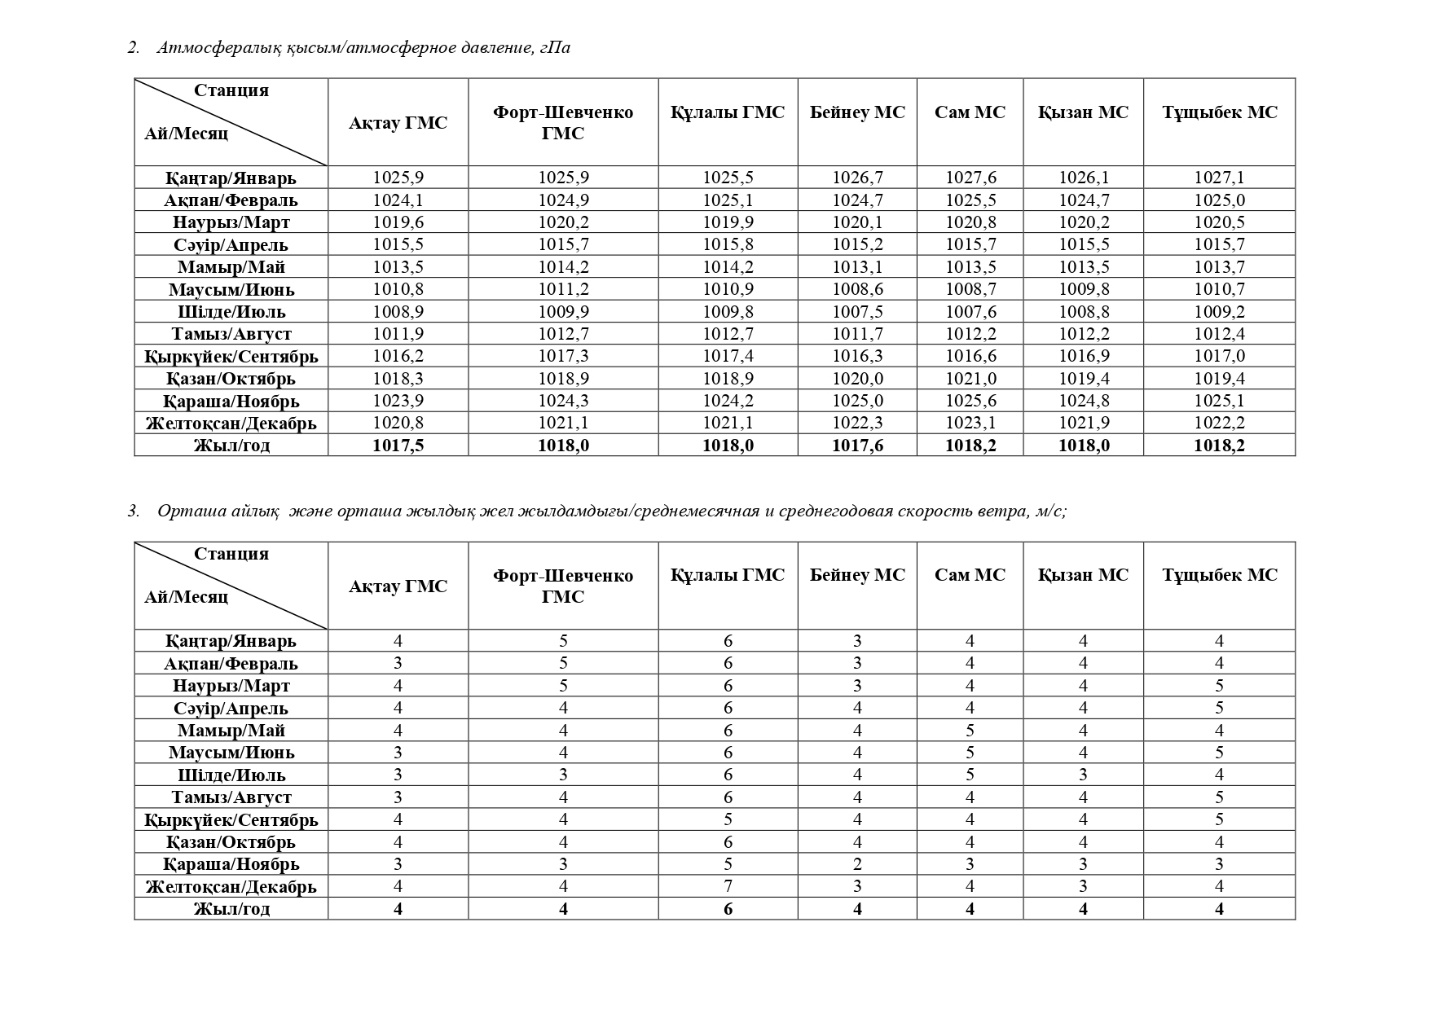 2. Атмосфералық қысым/атмосферное давление, гПа
Станция
Ай/Месяц
Ақтау ГМС
Форт-Шевченко
ГМС
Құлалы ГМС
Бейнеу МС
Сам МС
Қызан МС
Тұщыбек МС
Қаңтар/Январь 1025,9 1025,9 1025,5 1026,7 1027,6 1026,1 1027,1
Ақпан/Февраль 1024,1 1024,9 1025,1 1024,7 1025,5 1024,7 1025,0
Наурыз/Март 1019,6 1020,2 1019,9 1020,1 1020,8 1020,2 1020,5
Сәуір/Апрель 1015,5 1015,7 1015,8 1015,2 1015,7 1015,5 1015,7
Мамыр/Май 1013,5 1014,2 1014,2 1013,1 1013,5 1013,5 1013,7
Маусым/Июнь 1010,8 1011,2 1010,9 1008,6 1008,7 1009,8 1010,7
Шілде/Июль 1008,9 1009,9 1009,8 1007,5 1007,6 1008,8 1009,2
Тамыз/Август 1011,9 1012,7 1012,7 1011,7 1012,2 1012,2 1012,4
Қыркүйек/Сентябрь 1016,2 1017,3 1017,4 1016,3 1016,6 1016,9 1017,0
Қазан/Октябрь 1018,3 1018,9 1018,9 1020,0 1021,0 1019,4 1019,4
Қараша/Ноябрь 1023,9 1024,3 1024,2 1025,0 1025,6 1024,8 1025,1
Желтоқсан/Декабрь 1020,8 1021,1 1021,1 1022,3 1023,1 1021,9 1022,2
Жыл/год 1017,5 1018,0 1018,0 1017,6 1018,2 1018,0 1018,2
3. Орташа айлық және орташа жылдық жел жылдамдығы/среднемесячная и среднегодовая скорость ветра, м/с;
Станция
Ай/Месяц
Ақтау ГМС
Форт-Шевченко
ГМС
Құлалы ГМС
Бейнеу МС
Сам МС
Қызан МС
Тұщыбек МС
Қаңтар/Январь 4 5 6 3 4 4 4
Ақпан/Февраль 3 5 6 3 4 4 4
Наурыз/Март 4 5 6 3 4 4 5
Сәуір/Апрель 4 4 6 4 4 4 5
Мамыр/Май 4 4 6 4 5 4 4
Маусым/Июнь 3 4 6 4 5 4 5
Шілде/Июль 3 3 6 4 5 3 4
Тамыз/Август 3 4 6 4 4 4 5
Қыркүйек/Сентябрь 4 4 5 4 4 4 5
Қазан/Октябрь 4 4 6 4 4 4 4
Қараша/Ноябрь 3 3 5 2 3 3 3
Желтоқсан/Декабрь 4 4 7 3 4 3 4
Жыл/год 4 4 6 4 4 4 4